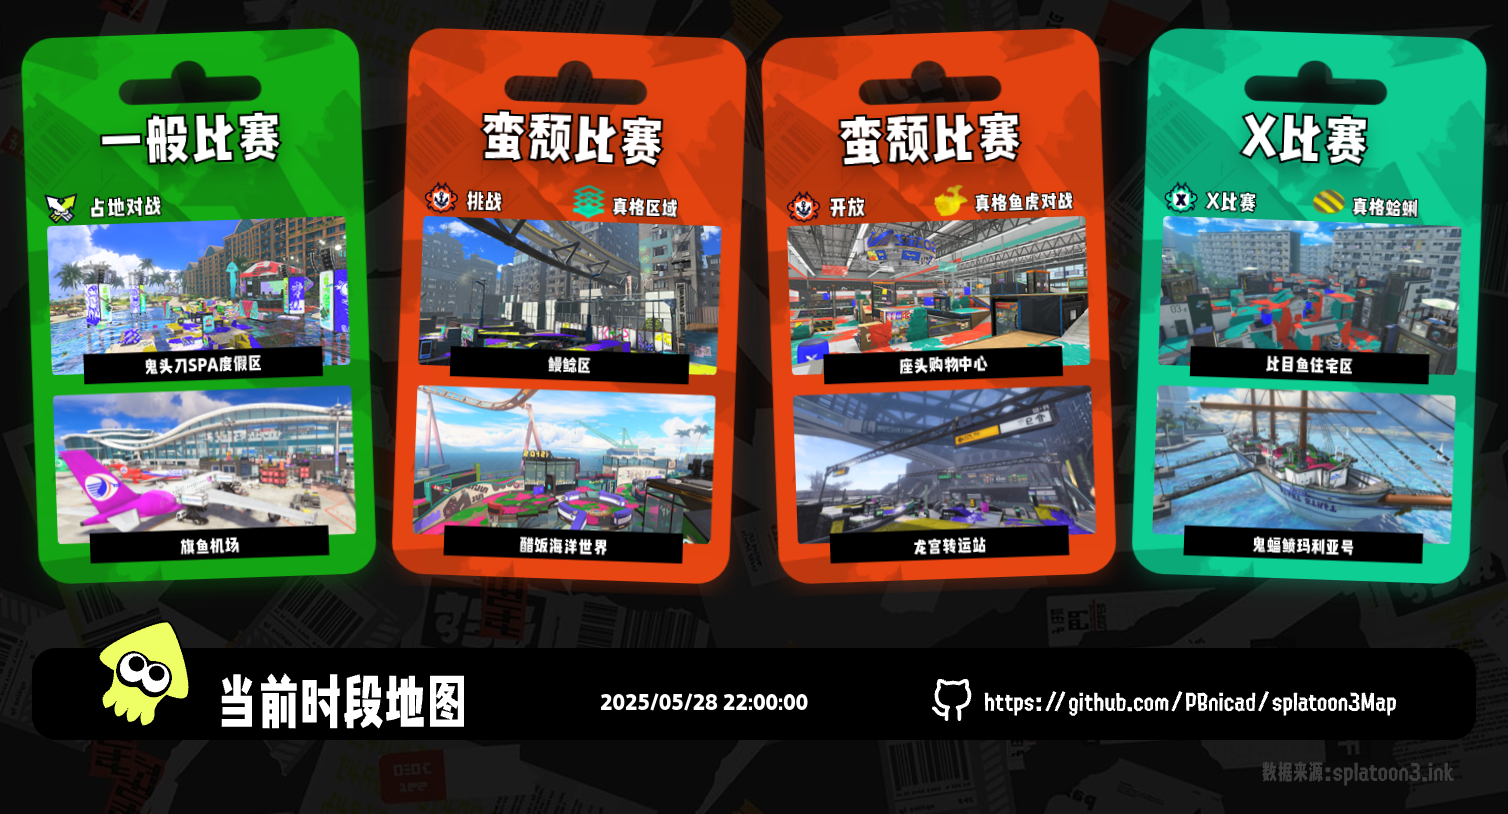 一般比赛
占地对战
鬼头刀SPA度假区
旗鱼机场
蛮颓比赛
挑战
真格区域
鳗鲶区
醋饭海洋世界
蛮颓比赛
开放
真格鱼虎对战
座头购物中心
龙宫转运站
X比赛
X比赛
真格蛤蜊
比目鱼住宅区
鬼蝠鲼玛利亚号
当前时段地图
2025/05/28 22:00:00
https://github.com/PBnicad/splatoon3Map
数据来源:splatoon3.ink